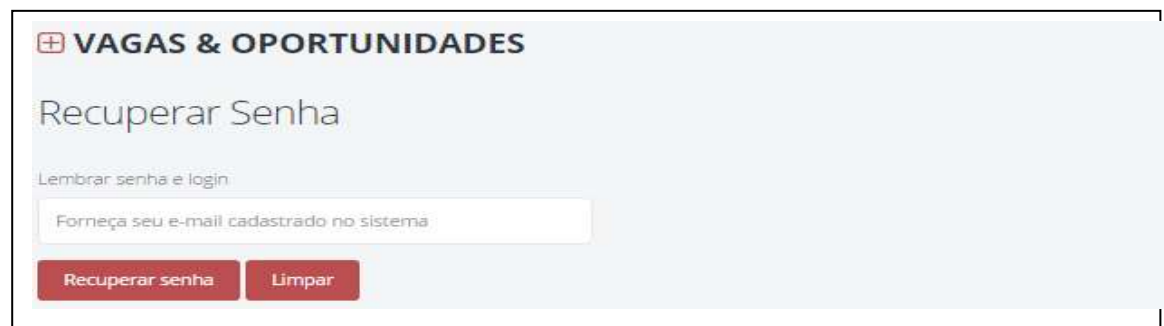 VAGAS & OPORTUNIDADES
Recuperar Senha
Lembrar senha e login
Forneça seu e-mail cadastrado no sistema
Recuperar senha Limpar